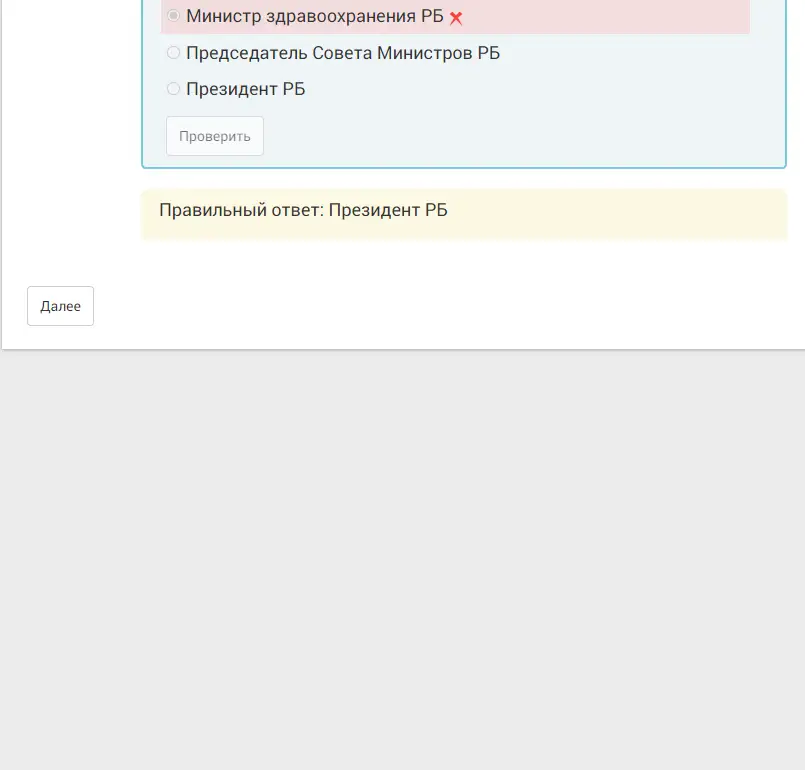 Министр здравоохранения РБ
Председатель Совета Министров РБ
Президент РБ
Проверить
Правильный ответ: Президент РБ
Далее